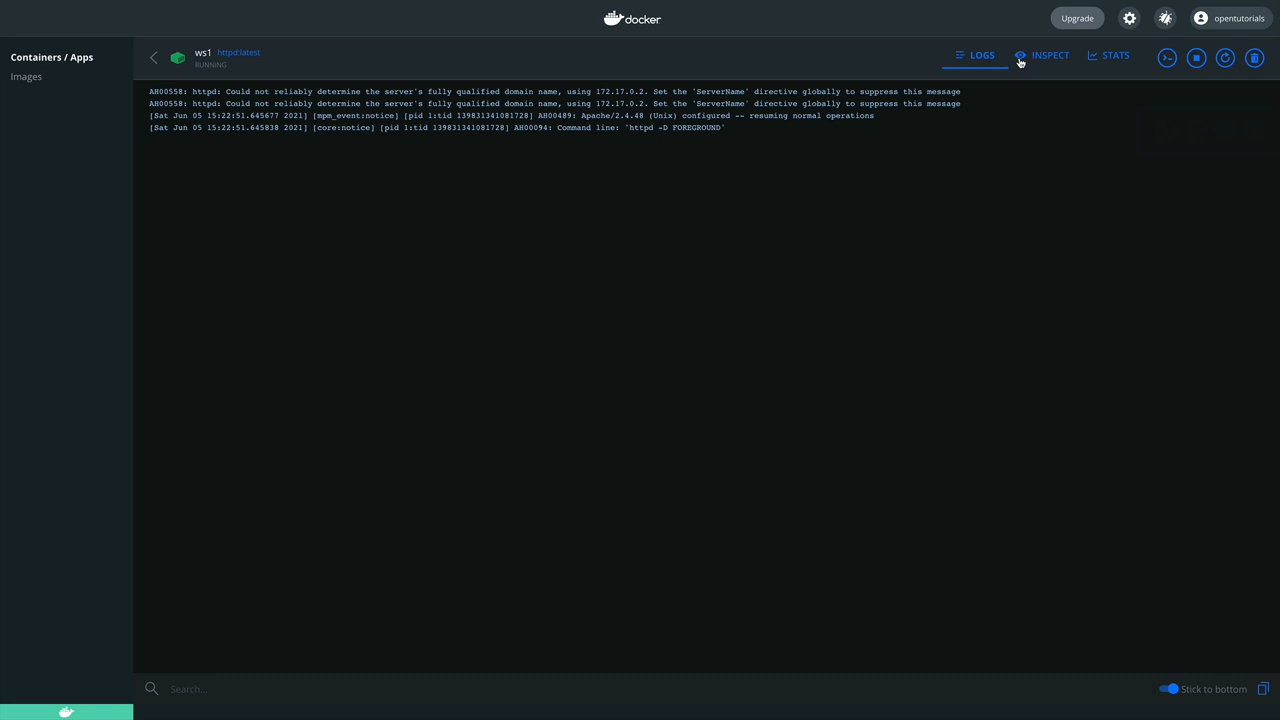 docker
Upgrade
opentutorials
Containers / Apps
Images
ws1 httpd:latest
RUNNING
LOGS
INSPECT
STATS
AH00558: httpd: Could not reliably determine the server's fully qualified domain name, using 172.17.0.2. Set the 'ServerName' directive globally to suppress this message
AH00558: httpd: Could not reliably determine the server's fully qualified domain name, using 172.17.0.2. Set the 'ServerName' directive globally to suppress this message
[Sat Jun 05 15:22:51.645677 2021] [mpm_event:notice] [pid 1:tid 139831341081728] AH00489: Apache/2.4.48 (Unix) configured -- resuming normal operations
[Sat Jun 05 15:22:51.645838 2021] [core:notice] [pid 1:tid 139831341081728] AH00094: Command line: 'httpd -D FOREGROUND'
Search...
Stick to bottom